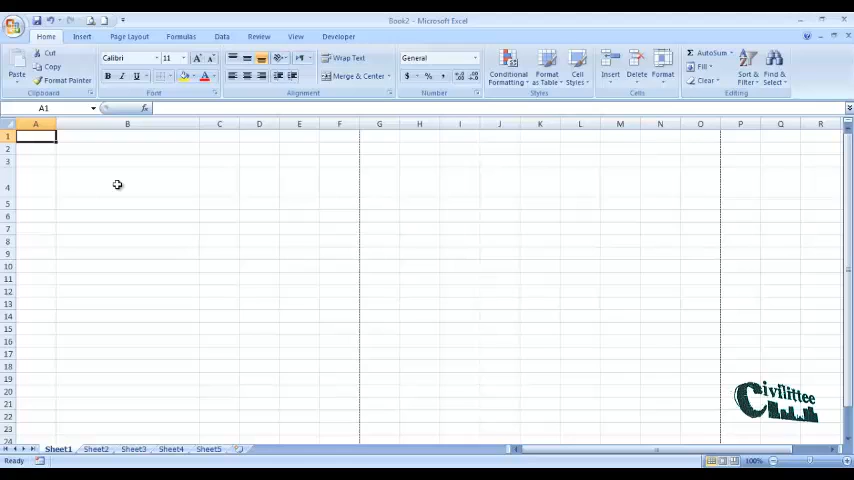 Book2 - Microsoft Excel
Home Insert Page Layout Formulas Data Review View Developer
Paste
Cut
Copy
Format Painter
Clipboard
Calibri 11
B I U
Font
Wrap Text
Merge & Center
Alignment
General
$ % ,
Number
Conditional Formatting
Format as Table
Cell Styles
Styles
Insert Delete Format
Cells
AutoSum
Fill
Clear
Sort & Filter
Find & Select
Editing
A1 fx
A B C D E F G H I J K L M N O P Q R
1
2
3
4
5
6
7
8
9
10
11
12
13
14
15
16
17
18
19
20
21
22
23
24
Civilittee
Sheet1 Sheet2 Sheet3 Sheet4 Sheet5
Ready 100%